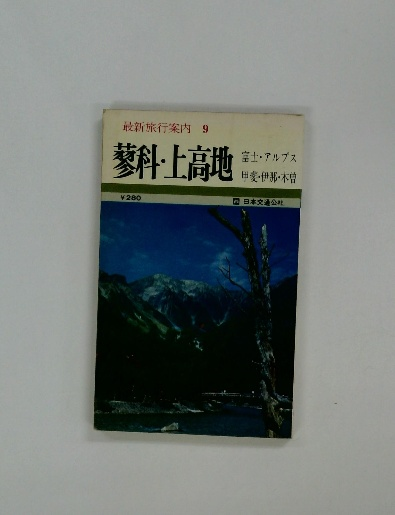 最新旅行案内 9
蓼科・上高地
富士・アルプス
甲斐・伊那・木曽
¥280
日本交通公社